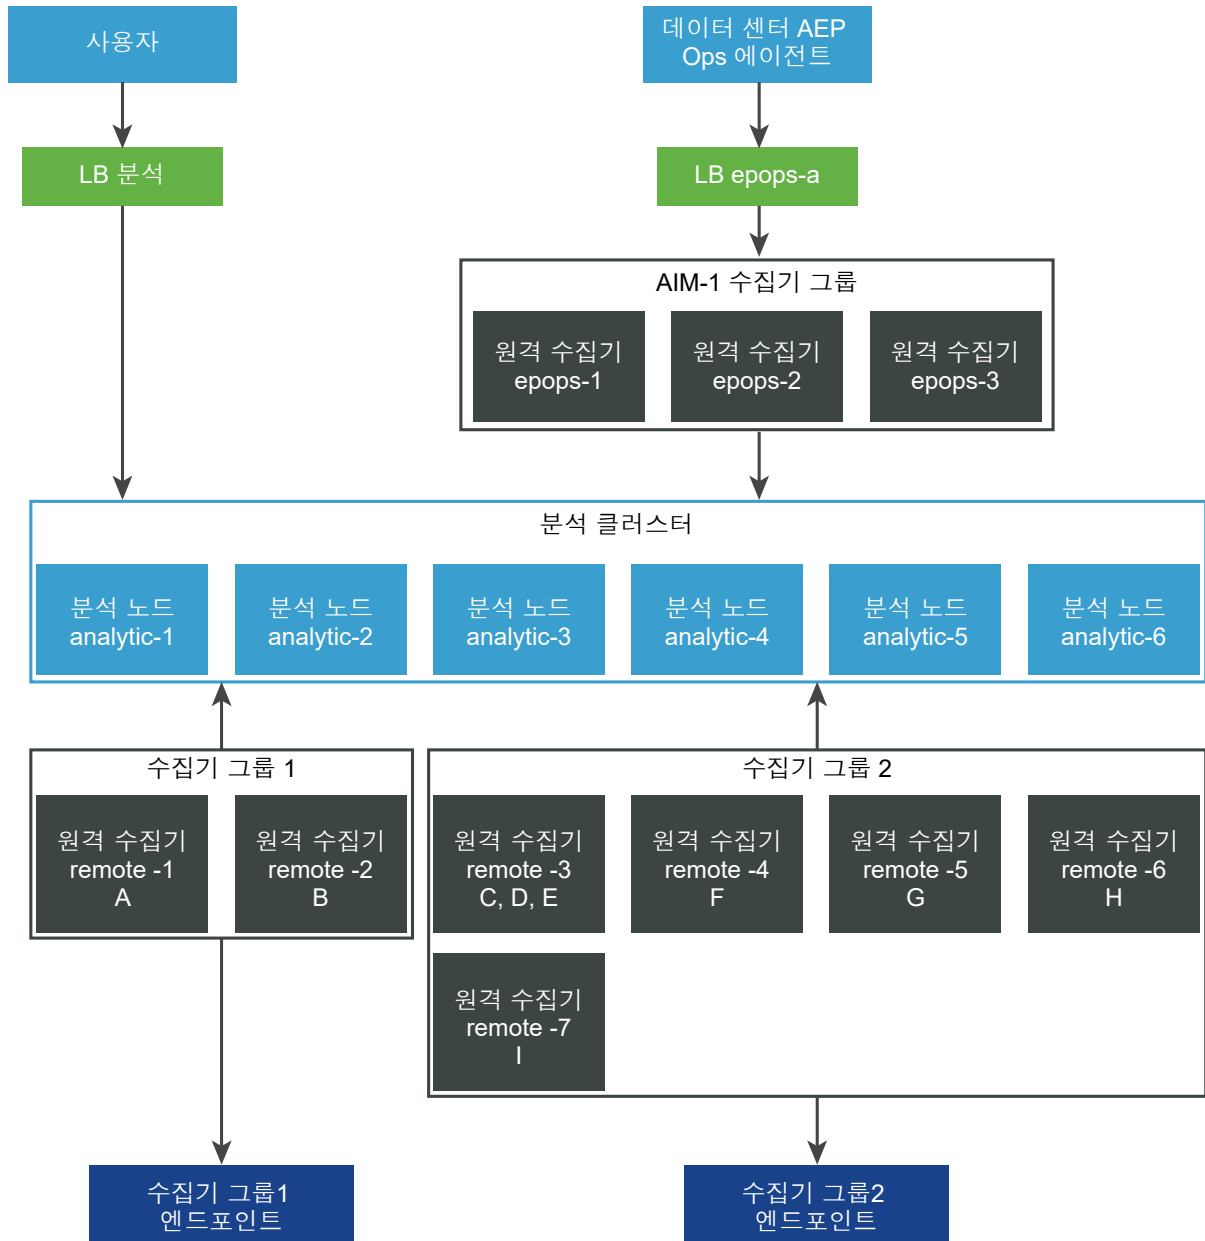 사용자
데이터 센터 AEP
Ops 에이전트
LB 분석
LB epops-a
AIM-1 수집기 그룹
원격 수집기
epops-1
원격 수집기
epops-2
원격 수집기
epops-3
분석 클러스터
분석 노드
analytic-1
분석 노드
analytic-2
분석 노드
analytic-3
분석 노드
analytic-4
분석 노드
analytic-5
분석 노드
analytic-6
수집기 그룹 1
원격 수집기
remote -1
A
원격 수집기
remote -2
B
수집기 그룹 2
원격 수집기
remote -3
C, D, E
원격 수집기
remote -4
F
원격 수집기
remote -5
G
원격 수집기
remote -6
H
원격 수집기
remote -7
I
수집기 그룹1
엔드포인트
수집기 그룹2
엔드포인트